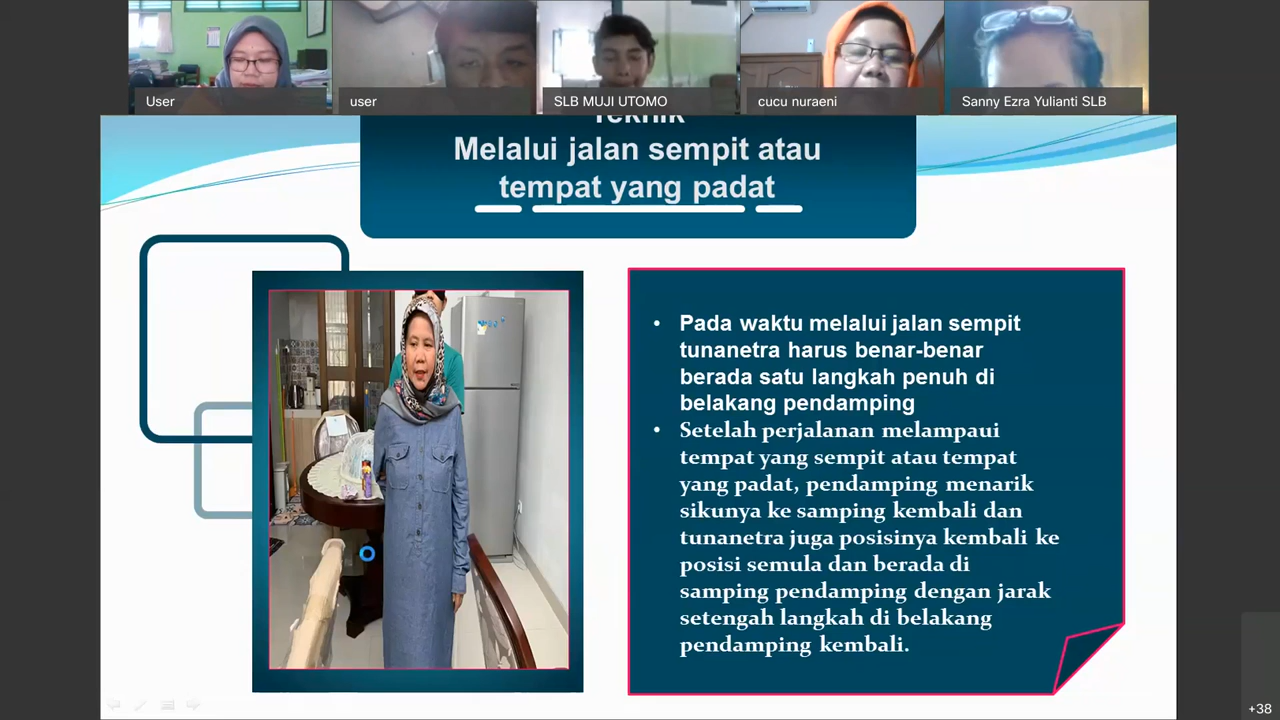 User
user
SLB MUJI UTOMO
cucu nuraeni
Sanny Ezra Yulianti SLB
Teknik
Melalui jalan sempit atau
tempat yang padat
• Pada waktu melalui jalan sempit
tunanetra harus benar-benar
berada satu langkah penuh di
belakang pendamping
• Setelah perjalanan melampaui
tempat yang sempit atau tempat
yang padat, pendamping menarik
sikunya ke samping kembali dan
tunanetra juga posisinya kembali ke
posisi semula dan berada di
samping pendamping dengan jarak
setengah langkah di belakang
pendamping kembali.
+38